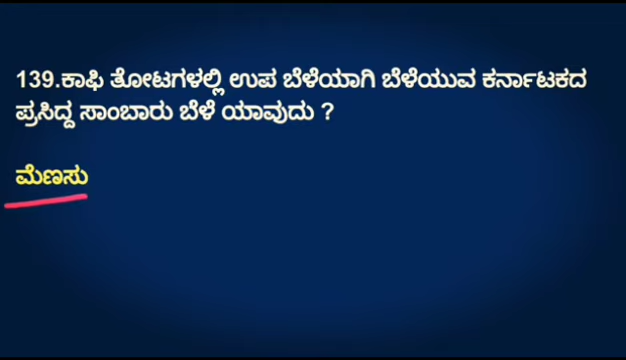 139.ಕಾಫಿ ತೋಟಗಳಲ್ಲಿ ಉಪ ಬೆಳೆಯಾಗಿ ಬೆಳೆಯುವ ಕರ್ನಾಟಕದ
ಪ್ರಸಿದ್ದ ಸಾಂಬಾರು ಬೆಳೆ ಯಾವುದು ?
ಮೆಣಸು